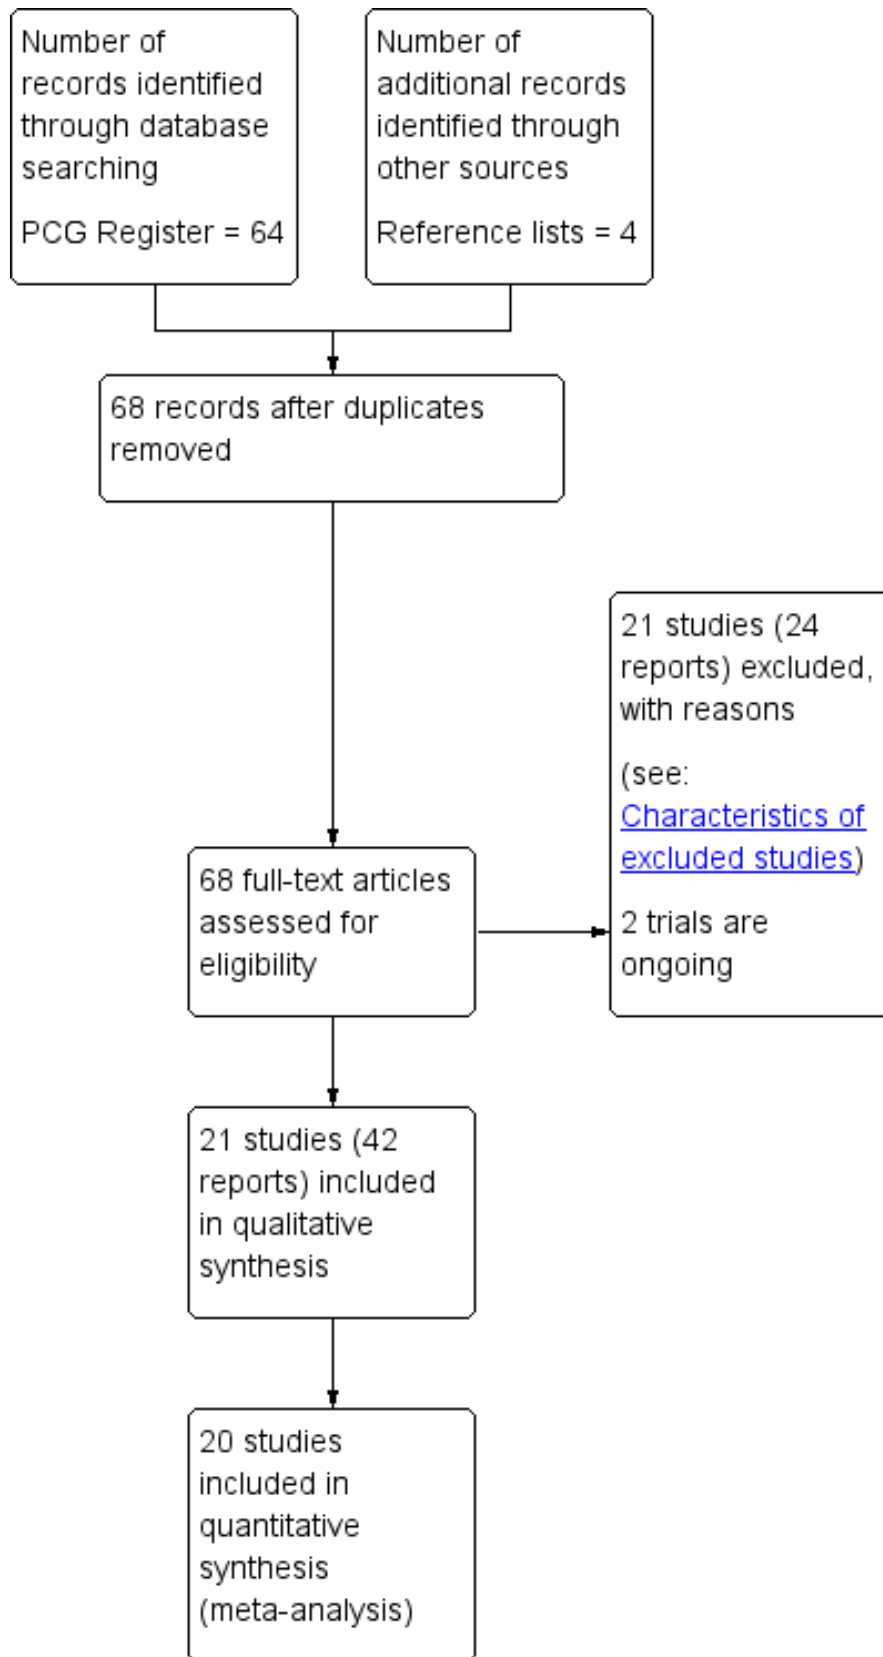 Number of
records identified
through database
searching
PCG Register = 64
Number of
additional records
identified through
other sources
Reference lists = 4
68 records after duplicates
removed
21 studies (24
reports) excluded,
with reasons
(see:
Characteristics of
excluded studies)
2 trials are
ongoing
68 full-text articles
assessed for
eligibility
21 studies (42
reports) included
in qualitative
synthesis
20 studies
included in
quantitative
synthesis
(meta-analysis)